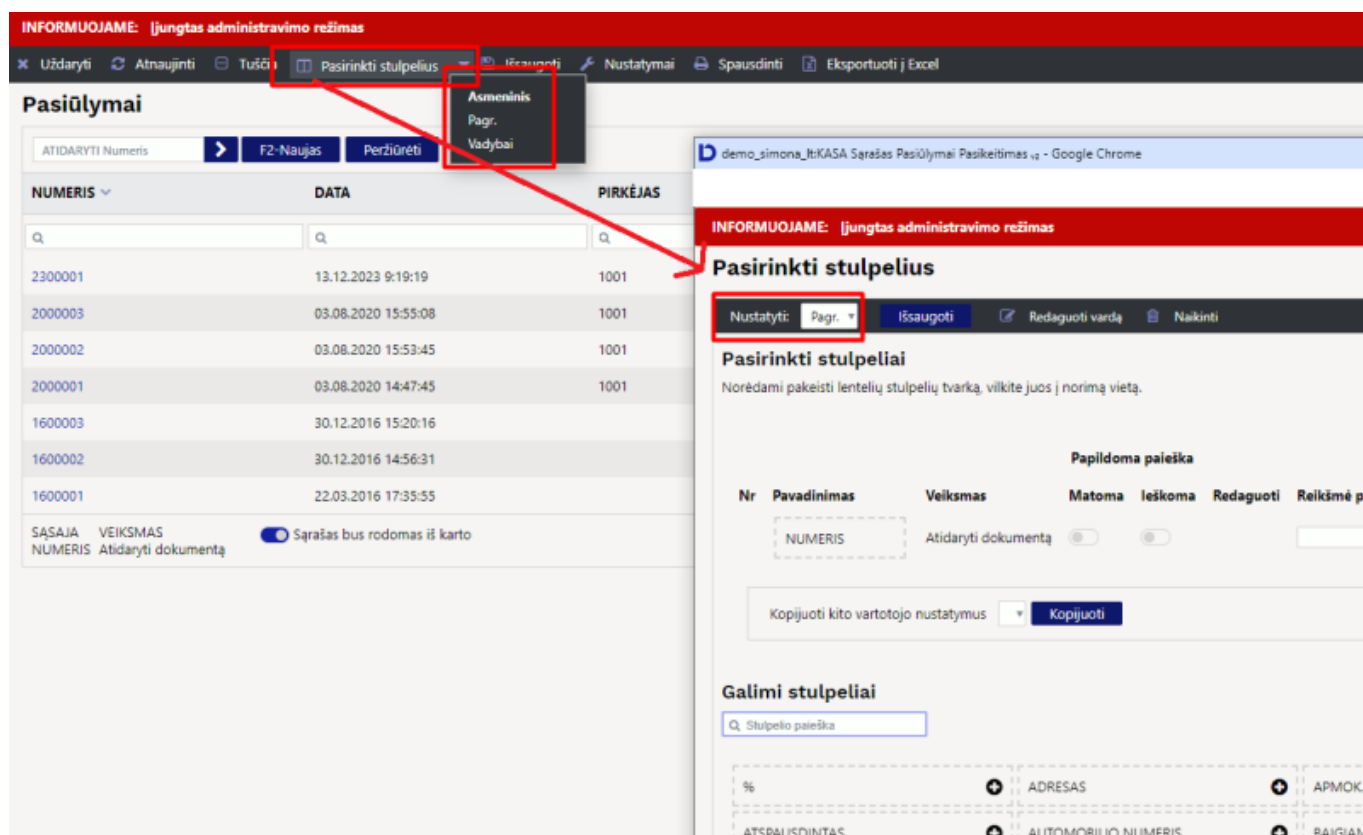 INFORMUOJAME: Įjungtas administravimo režimas
Uždaryti Atnaujinti Tuščia Pasirinkti stulpelius Išsaugoti Nustatymai Spausdinti Eksportuoti į Excel
Asmeninis
Pagr.
Vadybai
Pasiūlymai
ATIDARYTI Numeris F2-Naujas Peržiūrėti
NUMERIS DATA PIRKĖJAS
2300001 13.12.2023 9:19:19 1001
2000003 03.08.2020 15:55:08 1001
2000002 03.08.2020 15:53:45 1001
2000001 03.08.2020 14:47:45 1001
1600003 30.12.2016 15:20:16
1600002 30.12.2016 14:56:31
1600001 22.03.2016 17:35:55
SĄSAJA VEIKSMAS
NUMERIS Atidaryti dokumentą
Sąrašas bus rodomas iš karto
demo_simona_lt:KASA Sąrašas Pasiūlymai Pasikeitimas - Google Chrome
INFORMUOJAME: Įjungtas administravimo režimas
Pasirinkti stulpelius
Nustatyti: Pagr. Išsaugoti Redaguoti vardą Naikinti
Pasirinkti stulpeliai
Norėdami pakeisti lentelių stulpelių tvarką, vilkite juos į norimą vietą.
Papildoma paieška
Nr Pavadinimas Veiksmas Matoma Ieškoma Redaguoti Reikšmė p
NUMERIS Atidaryti dokumentą
Kopijuoti kito vartotojo nustatymus Kopijuoti
Galimi stulpeliai
Stulpelio paieška
% ADRESAS APMOK
ATSPAUSDINTAS AUTOMOBILIO NUMERIS